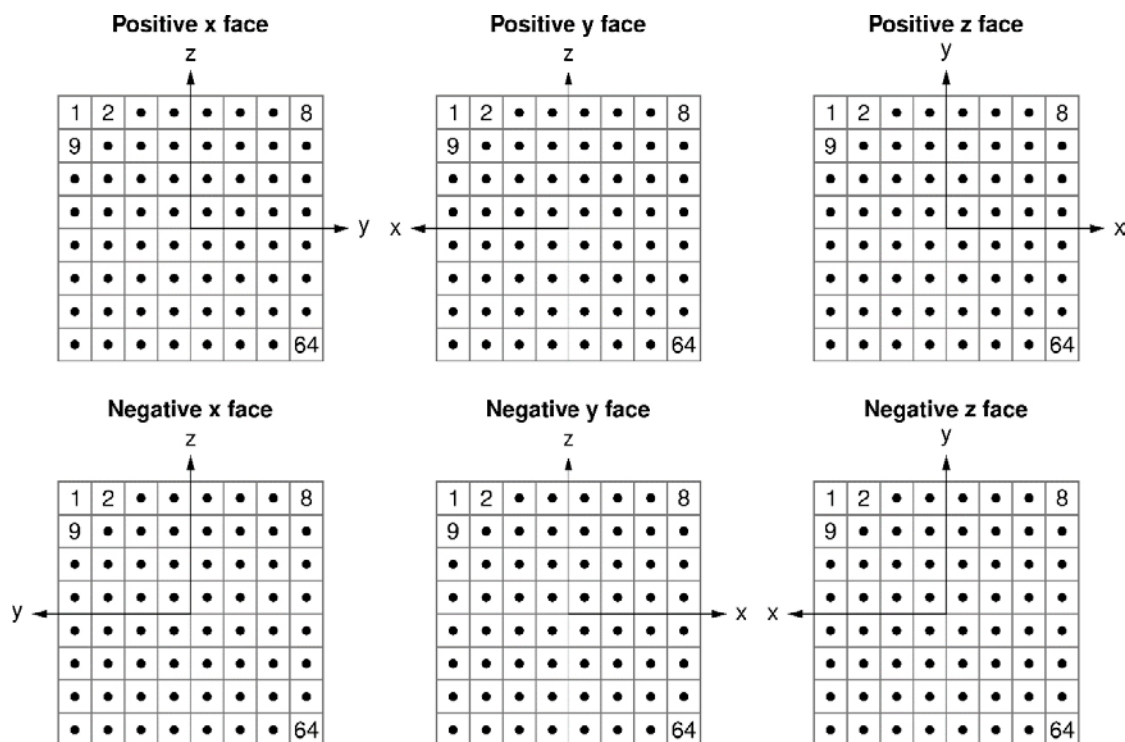 Positive x face Positive y face Positive z face
z z y
1 2 8 1 2 8 1 2 8
9 9 9
y x x
64 64 64
Negative x face Negative y face Negative z face
z z y
1 2 8 1 2 8 1 2 8
9 9 9
y x x
64 64 64